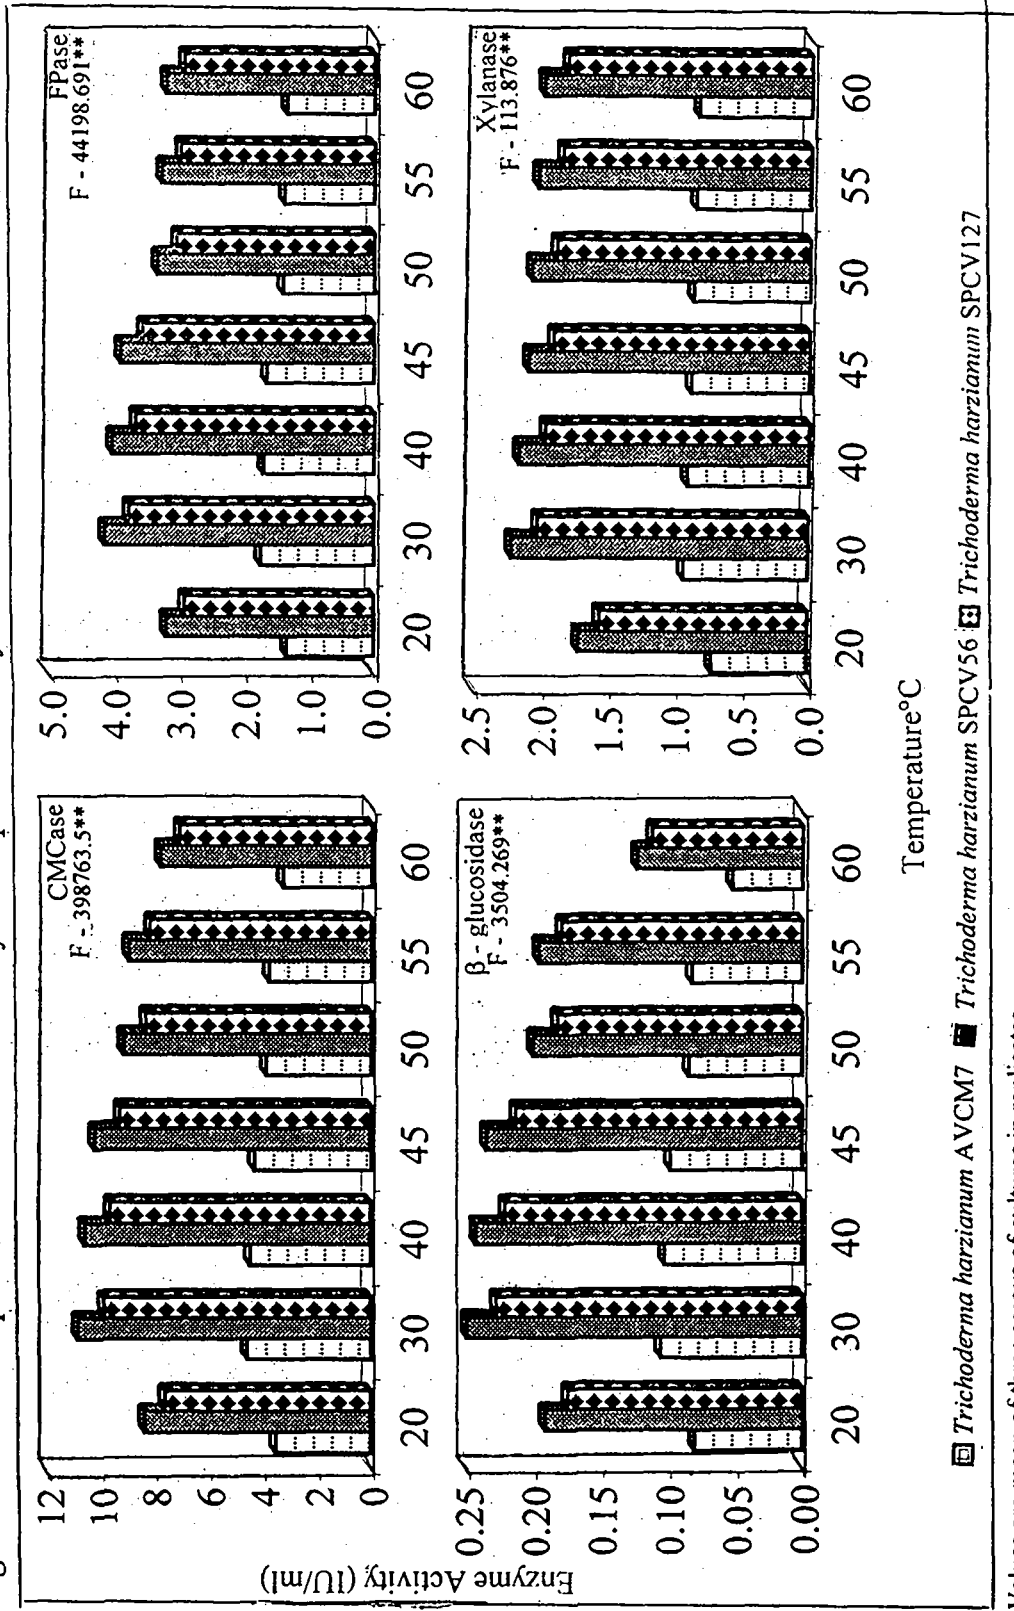 CMCase
F - 398763.5**
12
10
8
6
4
2
0
20 30 40 45 50 55 60
FPase
F - 44198.691**
5.0
4.0
3.0
2.0
1.0
0.0
20 30 40 45 50 55 60
Enzyme Activity (IU/ml)
β - glucosidase
F - 3504.269**
0.25
0.20
0.15
0.10
0.05
0.00
20 30 40 45 50 55 60
Xylanase
F - 113.876**
2.5
2.0
1.5
1.0
0.5
0.0
20 30 40 45 50 55 60
Temperature°C
Trichoderma harzianum AVCM7 Trichoderma harzianum SPCV56 Trichoderma harzianum SPCV127